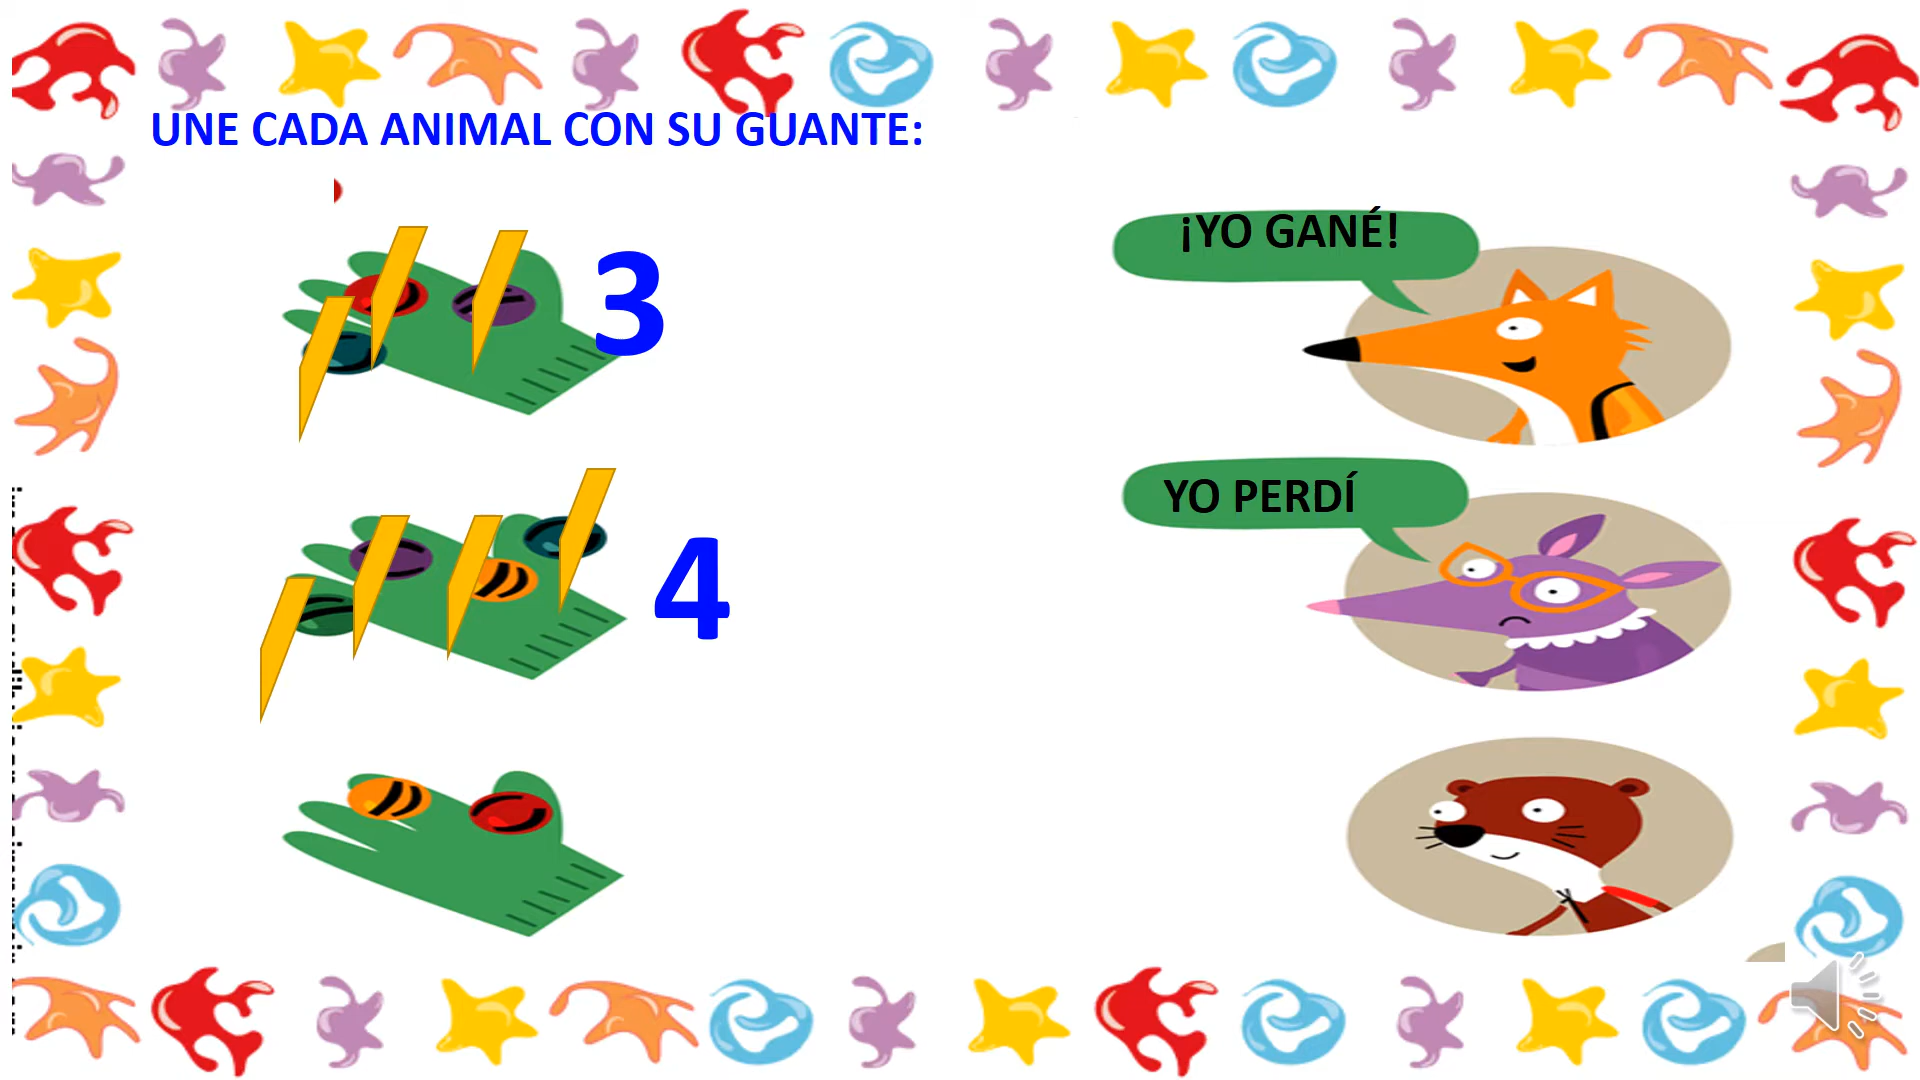 UNE CADA ANIMAL CON SU GUANTE:
¡YO GANÉ!
3
YO PERDÍ
4